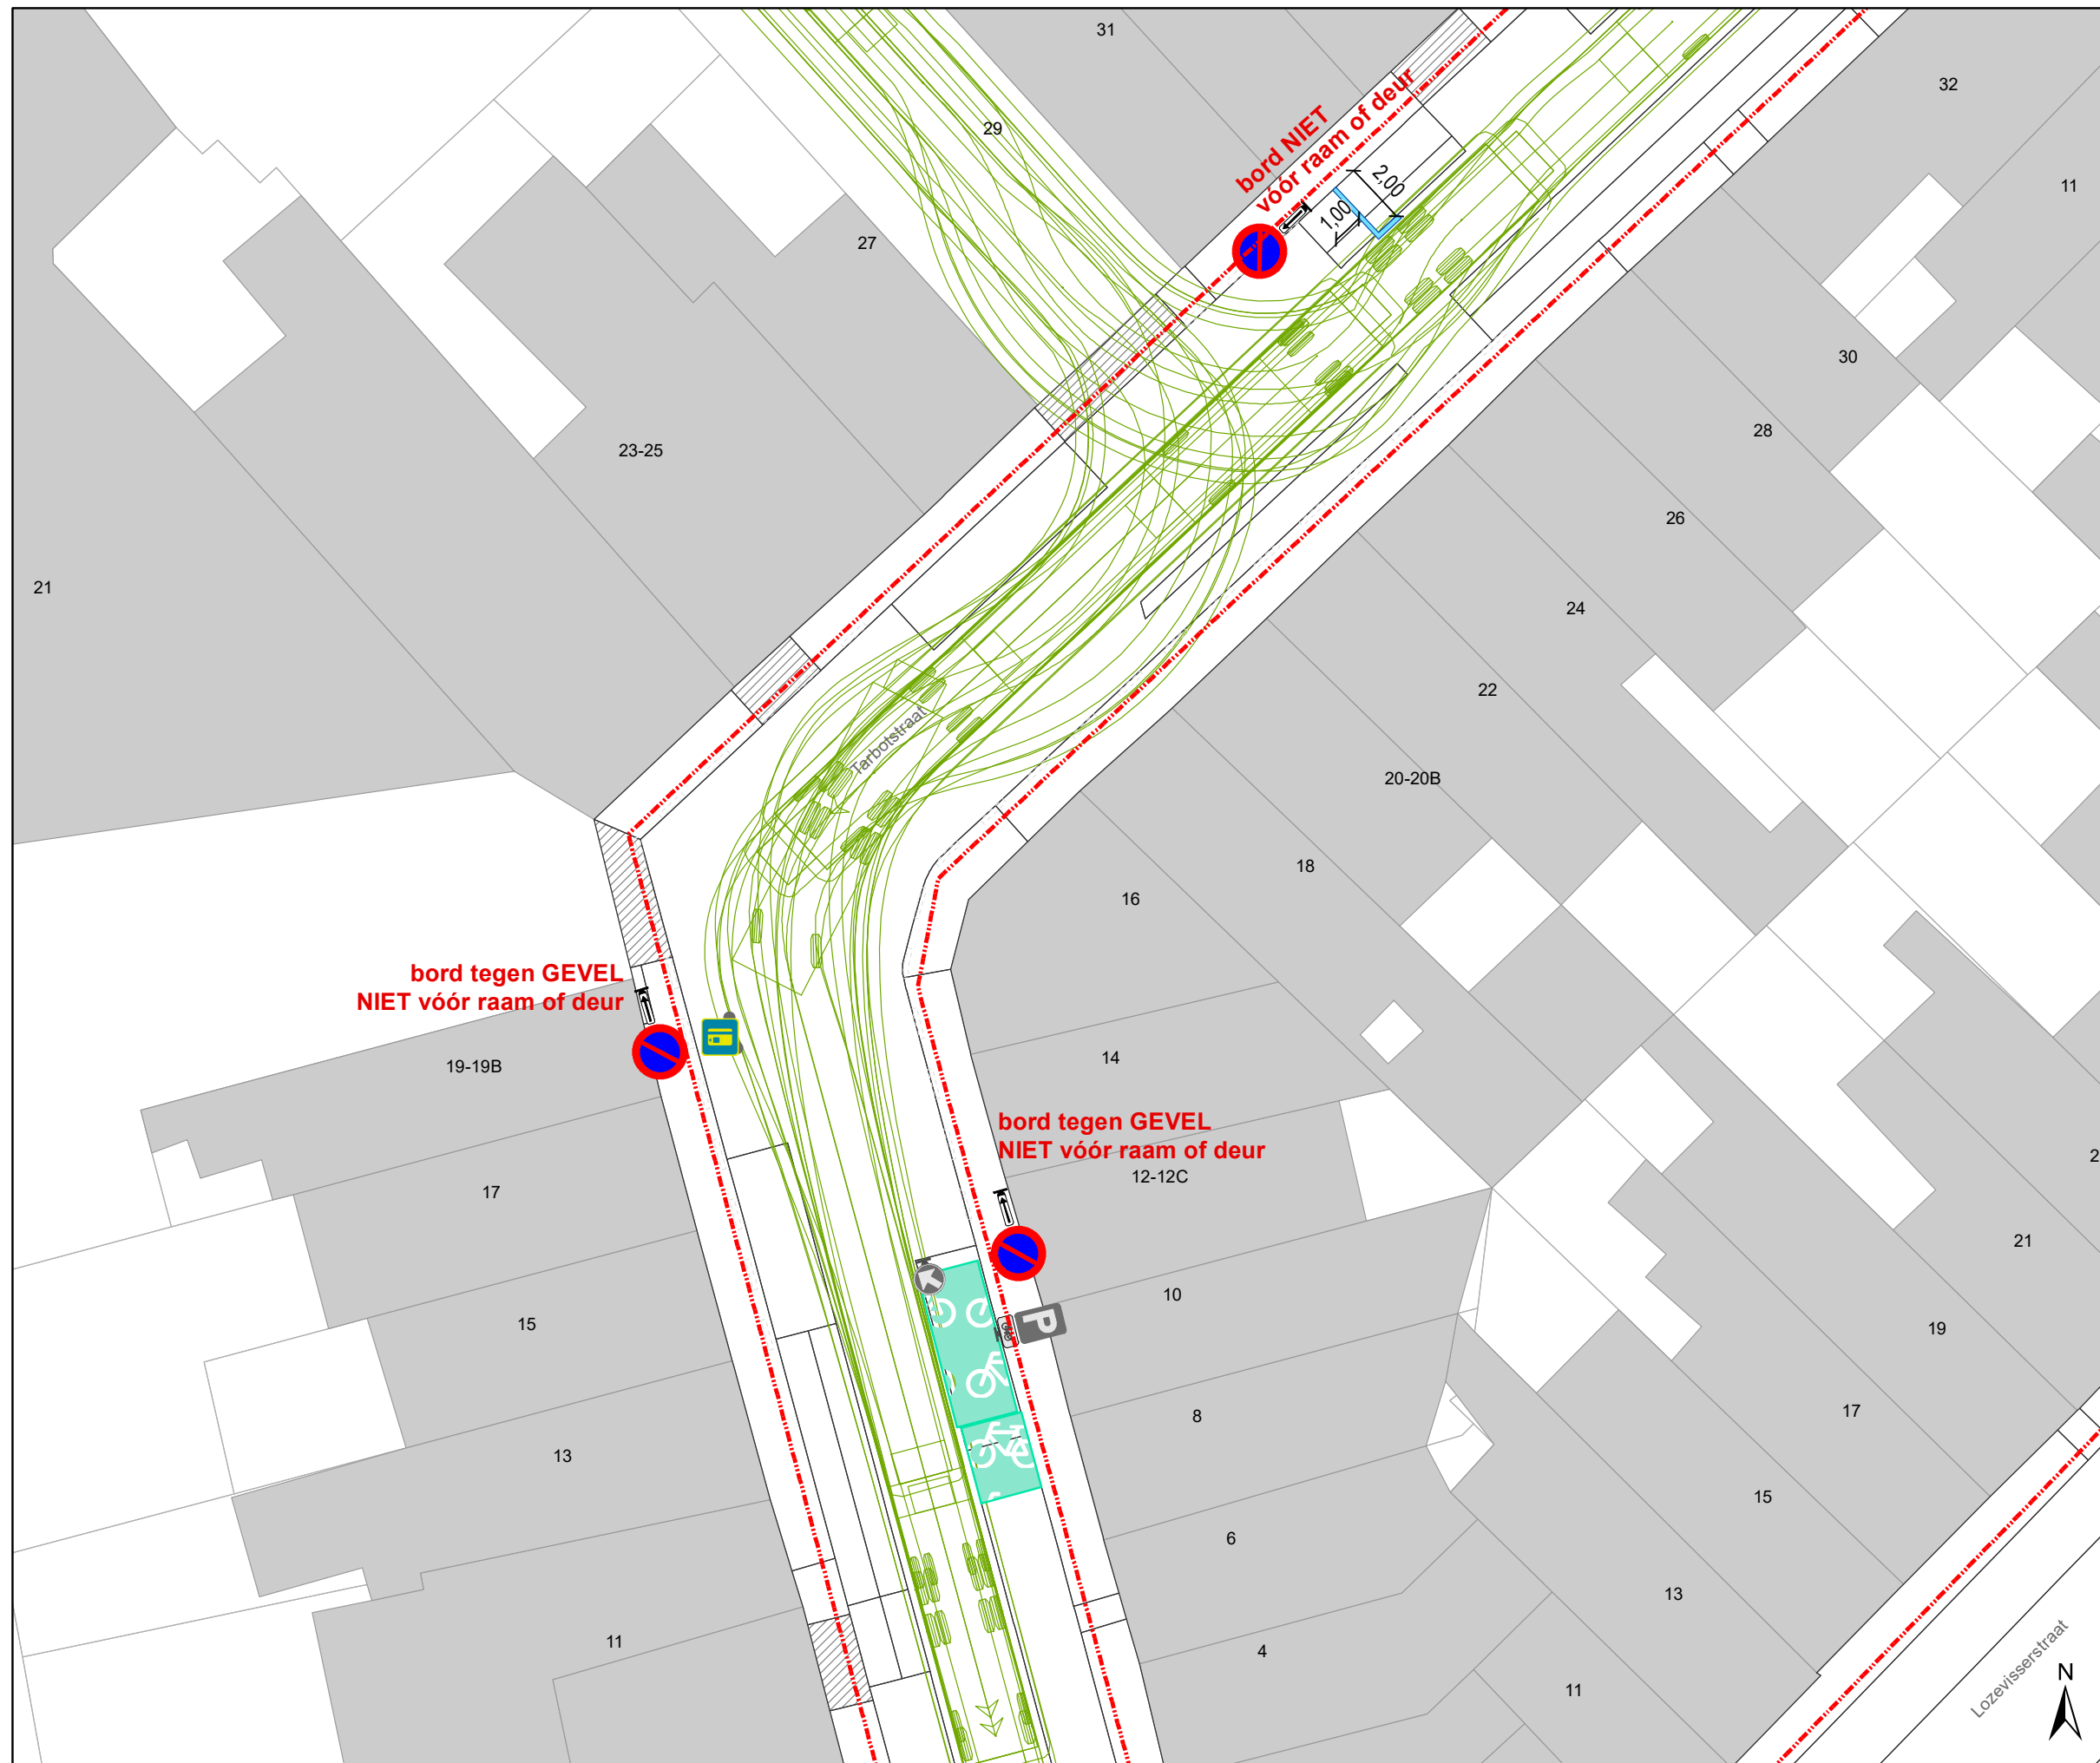 31
32
29
bord NIET
vóór raam of deur
2,00
1,00
11
27
30
28
23-25
26
21
24
22
Tarbotstraat
20-20B
18
16
bord tegen GEVEL
NIET vóór raam of deur
19-19B
14
bord tegen GEVEL
NIET vóór raam of deur
12-12C
2
17
21
10
P
15
19
8
17
13
15
6
13
11
4
11
Lozevisserstraat
N